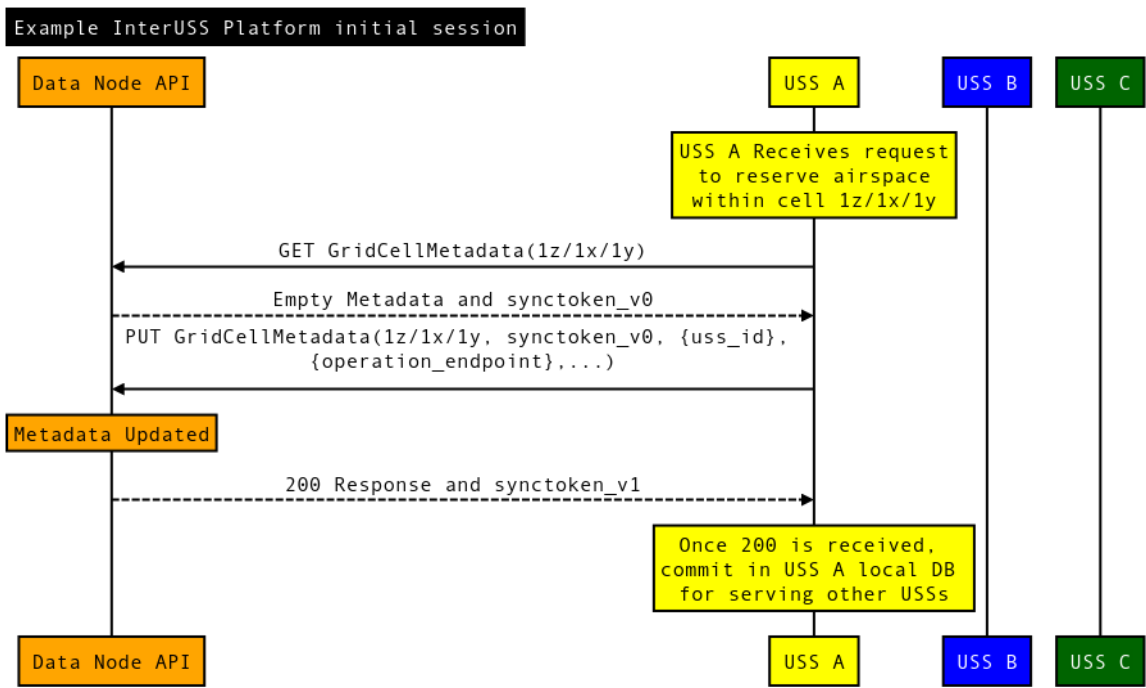 Example InterUSS Platform initial session
Data Node API
USS A
USS B
USS C
USS A Receives request
to reserve airspace
within cell 1z/1x/1y
GET GridCellMetadata(1z/1x/1y)
Empty Metadata and synctoken_v0
PUT GridCellMetadata(1z/1x/1y, synctoken_v0, {uss_id},
{operation_endpoint},...)
Metadata Updated
200 Response and synctoken_v1
Once 200 is received,
commit in USS A local DB
for serving other USSs
Data Node API
USS A
USS B
USS C